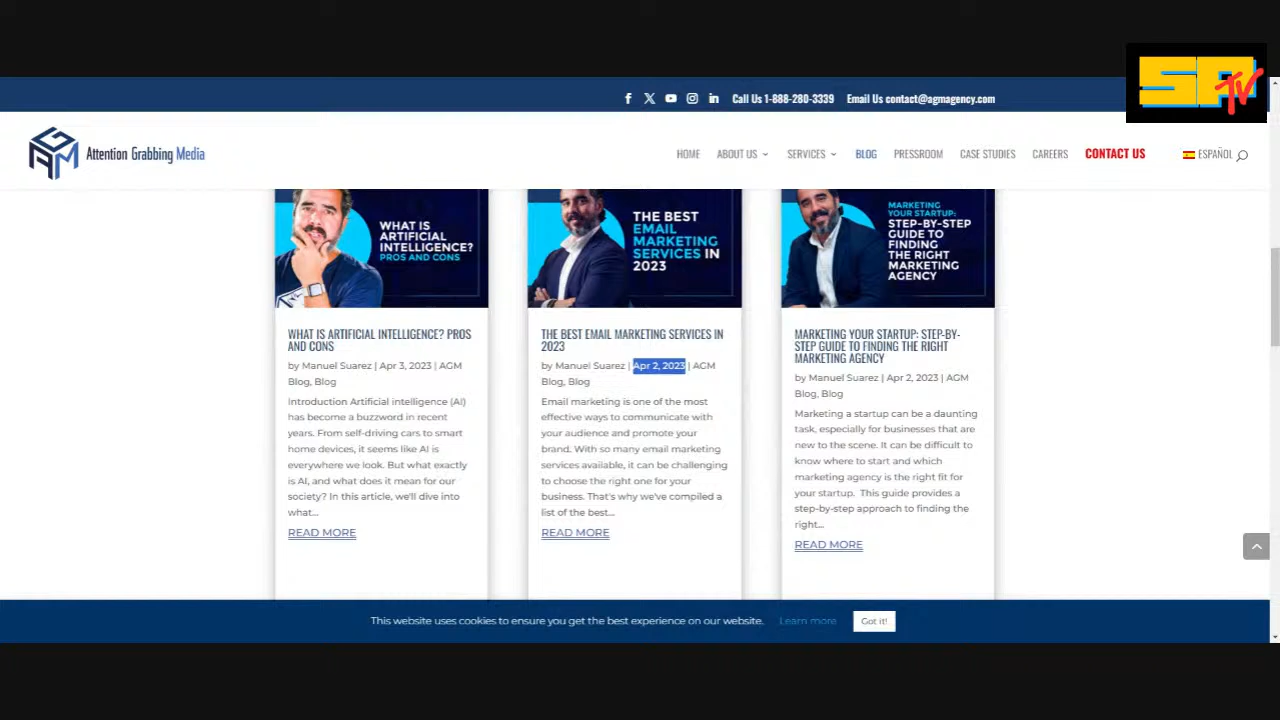 SP
TV
Call Us 1-888-280-3339 Email Us contact@agmagency.com
AGM Attention Grabbing Media
HOME ABOUT US SERVICES BLOG PRESSROOM CASE STUDIES CAREERS CONTACT US ESPAÑOL
WHAT IS
ARTIFICIAL
INTELLIGENCE?
PROS AND CONS
WHAT IS ARTIFICIAL INTELLIGENCE? PROS
AND CONS
by Manuel Suarez | Apr 3, 2023 | AGM
Blog, Blog
Introduction Artificial intelligence (AI)
has become a buzzword in recent
years. From self-driving cars to smart
home devices, it seems like AI is
everywhere we look. But what exactly
is AI, and what does it mean for our
society? In this article, we'll dive into
what...
READ MORE
THE BEST
EMAIL
MARKETING
SERVICES IN
2023
THE BEST EMAIL MARKETING SERVICES IN
2023
by Manuel Suarez | Apr 2, 2023 | AGM
Blog, Blog
Email marketing is one of the most
effective ways to communicate with
your audience and promote your
brand. With so many email marketing
services available, it can be challenging
to choose the right one for your
business. That's why we've compiled a
list of the best...
READ MORE
MARKETING
YOUR STARTUP:
STEP-BY-STEP
GUIDE TO
FINDING
THE RIGHT
MARKETING
AGENCY
MARKETING YOUR STARTUP: STEP-BY-
STEP GUIDE TO FINDING THE RIGHT
MARKETING AGENCY
by Manuel Suarez | Apr 2, 2023 | AGM
Blog, Blog
Marketing a startup can be a daunting
task, especially for businesses that are
new to the scene. It can be difficult to
know where to start and which
marketing agency is the right fit for
your startup. This guide provides a
step-by-step approach to finding the
right...
READ MORE
This website uses cookies to ensure you get the best experience on our website. Learn more Got it!